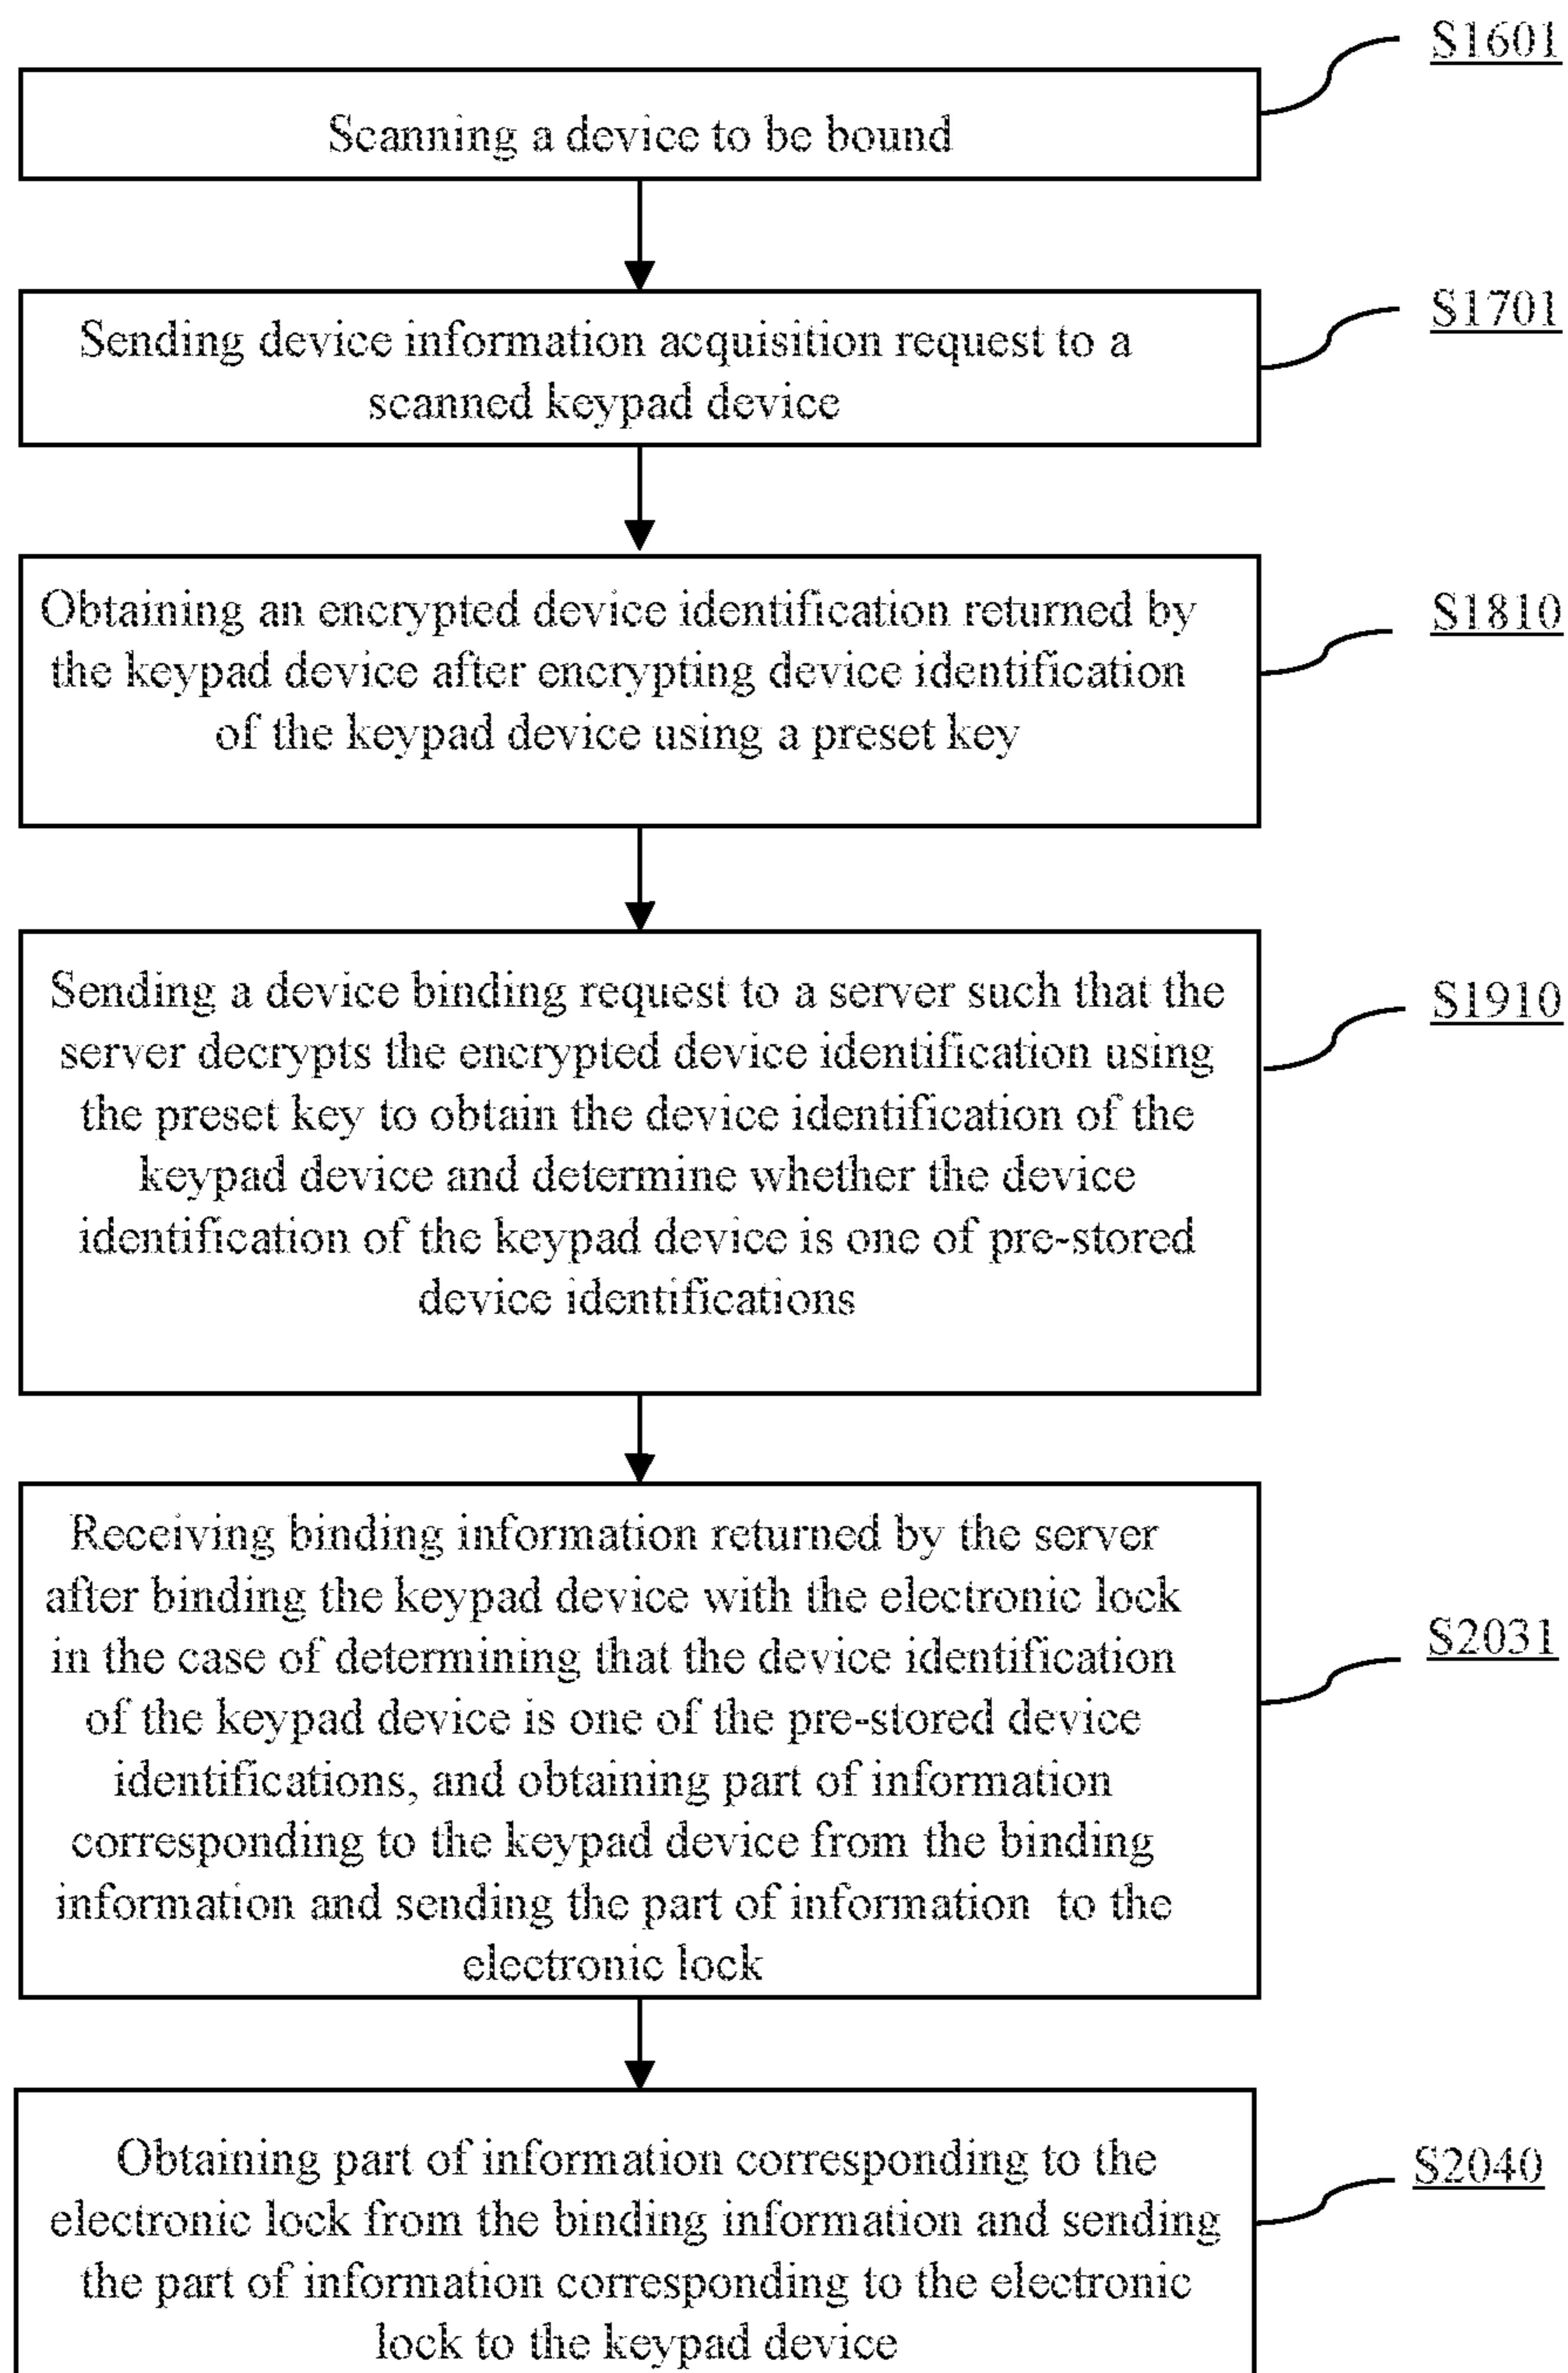 S1601
Scanning a device to be bound
S1701
Sending device information acquisition request to a
scanned keypad device
S1810
Obtaining an encrypted device identification returned by
the keypad device after encrypting device identification
of the keypad device using a preset key
S1910
Sending a device binding request to a server such that the
server decrypts the encrypted device identification using
the preset key to obtain the device identification of the
keypad device and determine whether the device
identification of the keypad device is one of pre-stored
device identifications
S2031
Receiving binding information returned by the server
after binding the keypad device with the electronic lock
in the case of determining that the device identification
of the keypad device is one of the pre-stored device
identifications, and obtaining part of information
corresponding to the keypad device from the binding
information and sending the part of information to the
electronic lock
S2040
Obtaining part of information corresponding to the
electronic lock from the binding information and sending
the part of information corresponding to the electronic
lock to the keypad device